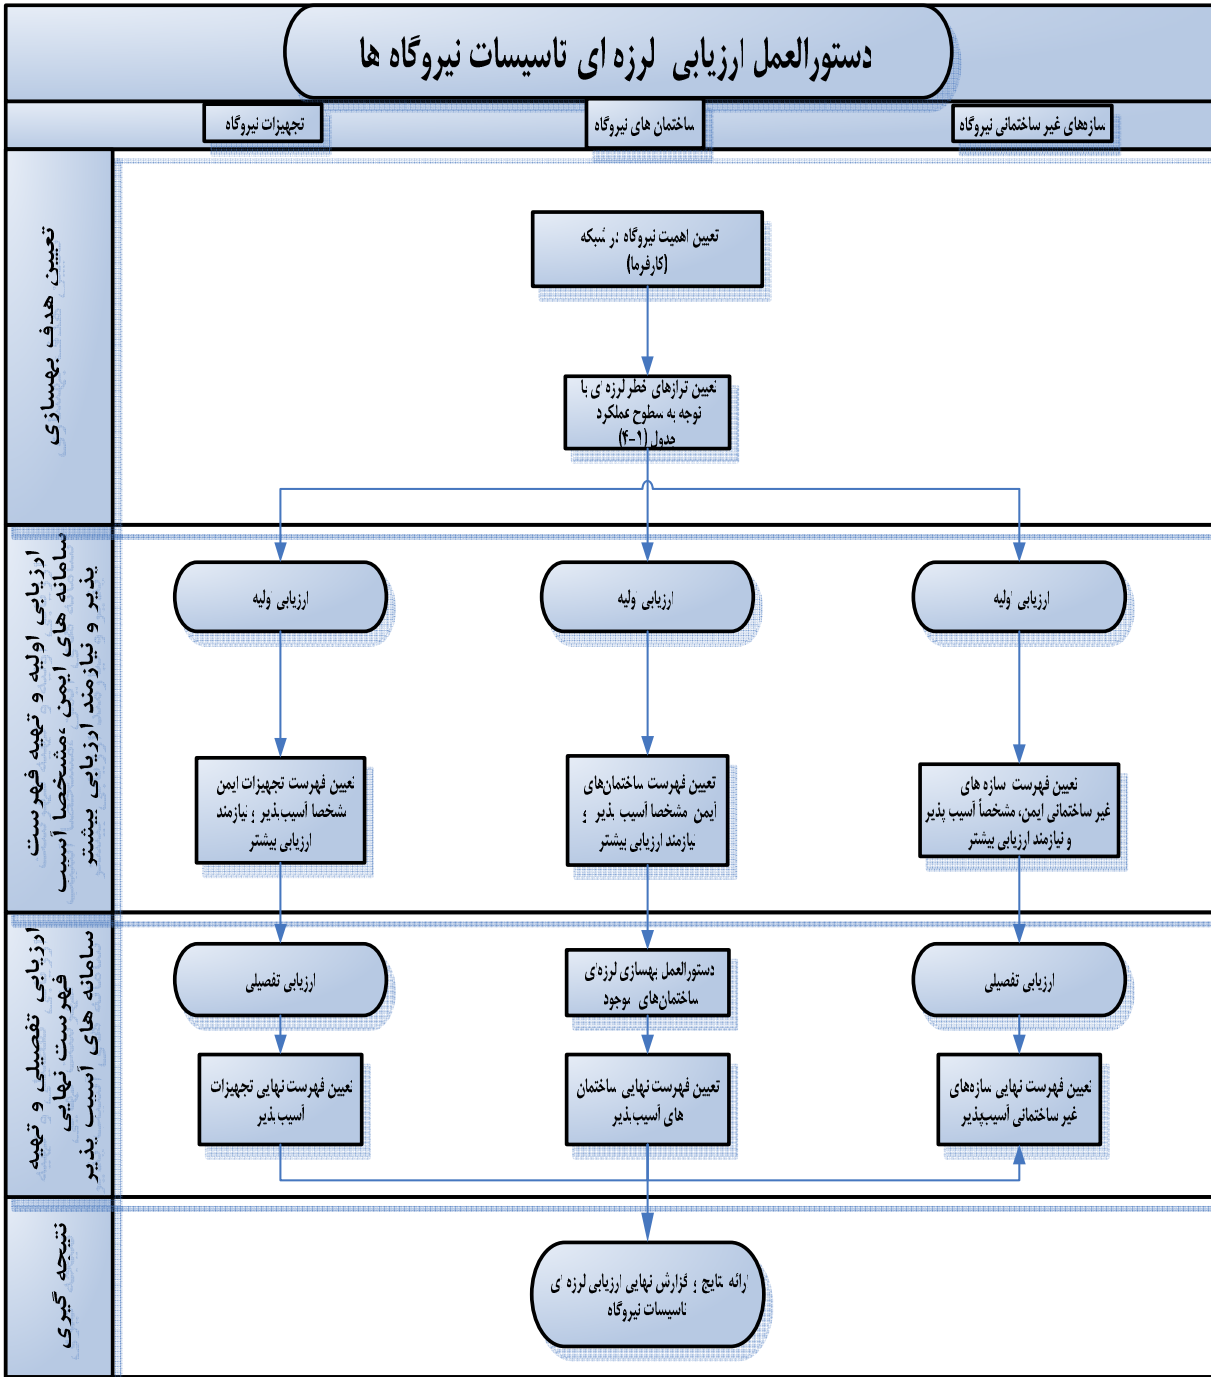 دستورالعمل ارزیابی لرزه ای تاسیسات نیروگاه ها
سازه‌های غیر ساختمانی نیروگاه
ساختمان های نیروگاه
تجهیزات نیروگاه
تعیین هدف بهسازی
تعیین اهمیت نیروگاه در شبکه
(کارفرما)
تعیین ترازهای خطر لرزه ای با
توجه به سطوح عملکرد
جدول (۱-۴)
ارزیابی اولیه و تهیه فهرست
سامانه های ایمن ،مشخصا آسیب
پذیر و نیازمند ارزیابی بیشتر
ارزیابی اولیه
ارزیابی اولیه
ارزیابی اولیه
تعیین فهرست سازه های
غیر ساختمانی ایمن، مشخصاً آسیب پذیر
و نیازمند ارزیابی بیشتر
تعیین فهرست ساختمان‌های
ایمن مشخصا آسیب پذیر و
نیازمند ارزیابی بیشتر
تعیین فهرست تجهیزات ایمن
مشخصا آسیب‌پذیر و نیازمند
ارزیابی بیشتر
ارزیابی تفصیلی و تهیه
فهرست نهایی
سامانه های آسیب پذیر
ارزیابی تفصیلی
دستورالعمل بهسازی لرزه‌ای
ساختمان‌های موجود
ارزیابی تفصیلی
تعیین فهرست نهایی سازه‌های
غیر ساختمانی آسیب‌پذیر
تعیین فهرست نهایی ساختمان
های آسیب‌پذیر
تعیین فهرست نهایی تجهیزات
آسیب‌پذیر
نتیجه گیری
ارائه نتایج و گزارش نهایی ارزیابی لرزه ای
تاسیسات نیروگاه